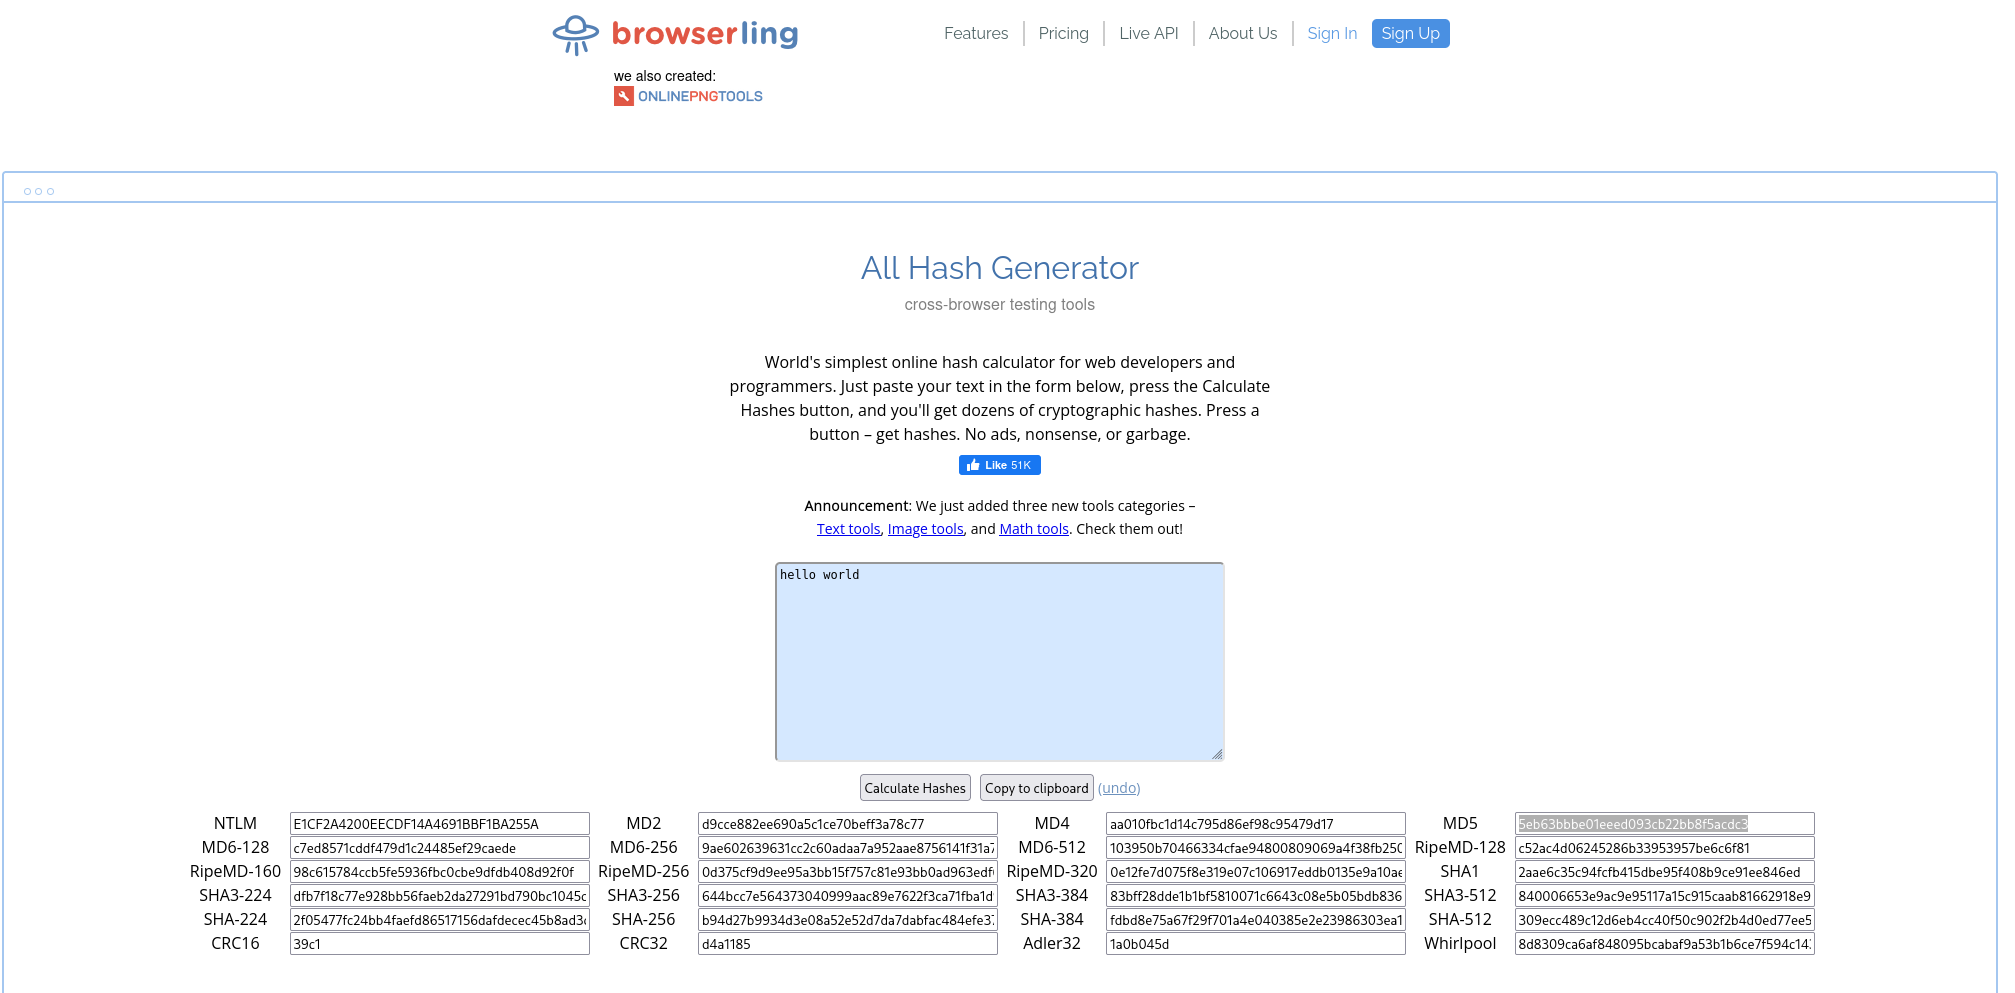 browserling
Features
Pricing
Live API
About Us
Sign In
Sign Up
we also created:
ONLINEPNGTOOLS
All Hash Generator
cross-browser testing tools
World's simplest online hash calculator for web developers and
programmers. Just paste your text in the form below, press the Calculate
Hashes button, and you'll get dozens of cryptographic hashes. Press a
button – get hashes. No ads, nonsense, or garbage.
Like 51K
Announcement: We just added three new tools categories –
Text tools, Image tools, and Math tools. Check them out!
hello world
Calculate Hashes Copy to clipboard (undo)
NTLM E1CF2A4200EECDF14A4691BBF1BA255A MD2 d9cce882ee690a5c1ce70beff3a78c77 MD4 aa010fbc1d14c795d86ef98c95479d17 MD5 5eb63bbbe01eeed093cb22bb8f5acdc3
MD6-128 c7ed8571cddf479d1c24485ef29caede MD6-256 9ae602639631cc2c60adaa7a952aae8756141f31a7 MD6-512 103950b70466334cfae94800809069a4f38fb250 RipeMD-128 c52ac4d06245286b33953957be6c6f81
RipeMD-160 98c615784ccb5fe5936fbc0cbe9dfdb408d92f0f RipeMD-256 0d375cf9d9ee95a3bb15f757c81e93bb0ad963edf RipeMD-320 0e12fe7d075f8e319e07c106917eddb0135e9a10ae SHA1 2aae6c35c94fcfb415dbe95f408b9ce91ee846ed
SHA3-224 dfb7f18c77e928bb56faeb2da27291bd790bc1045c SHA3-256 644bcc7e564373040999aac89e7622f3ca71fba1d SHA3-384 83bff28dde1b1bf5810071c6643c08e5b05bdb836 SHA3-512 840006653e9ac9e95117a15c915caab81662918e9
SHA-224 2f05477fc24bb4faefd86517156dafdecec45b8ad3 SHA-256 b94d27b9934d3e08a52e52d7da7dabfac484efe37 SHA-384 fdbd8e75a67f29f701a4e040385e2e23986303ea1 SHA-512 309ecc489c12d6eb4cc40f50c902f2b4d0ed77ee5
CRC16 39c1 CRC32 d4a1185 Adler32 1a0b045d Whirlpool 8d8309ca6af848095bcabaf9a53b1b6ce7f594c14